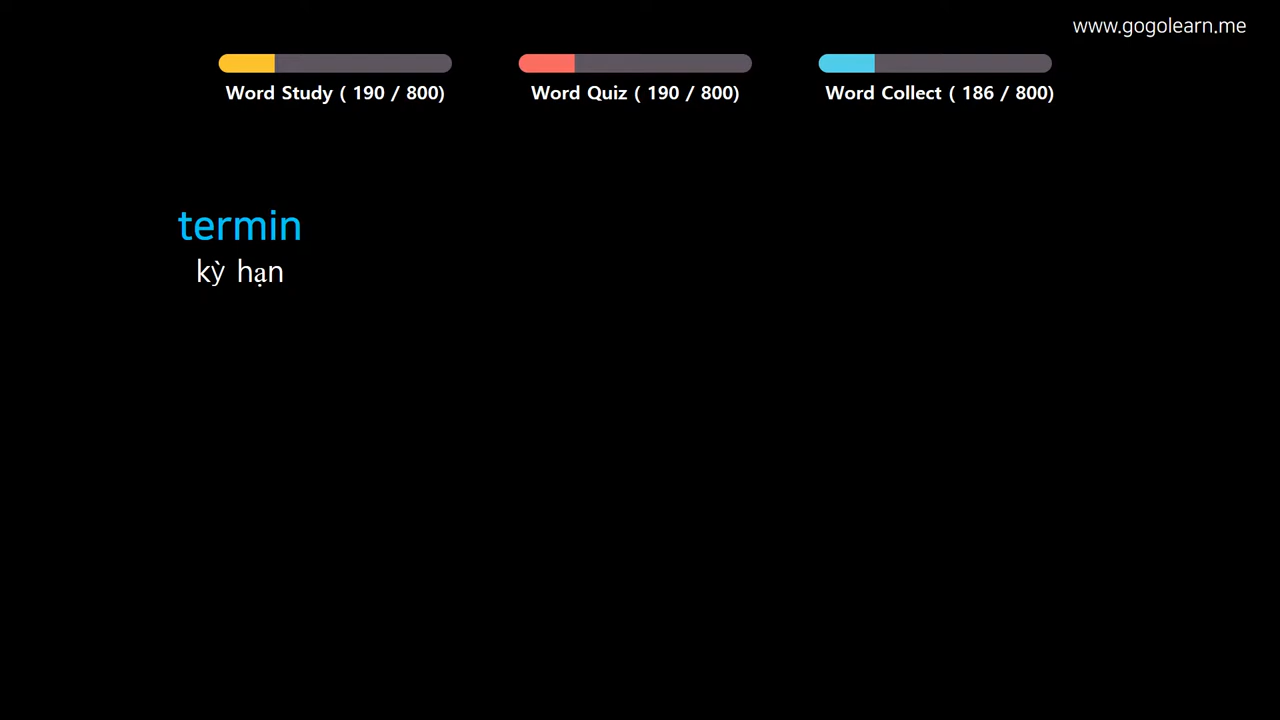 www.gogolearn.me
Word Study ( 190 / 800)
Word Quiz ( 190 / 800)
Word Collect ( 186 / 800)
termin
kỳ hạn